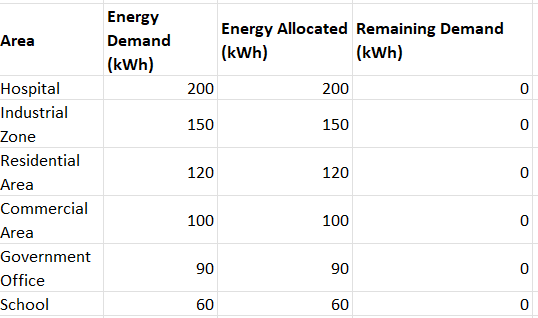 Area Energy Demand (kWh) Energy Allocated (kWh) Remaining Demand (kWh)
Hospital 200 200 0
Industrial Zone 150 150 0
Residential Area 120 120 0
Commercial Area 100 100 0
Government Office 90 90 0
School 60 60 0